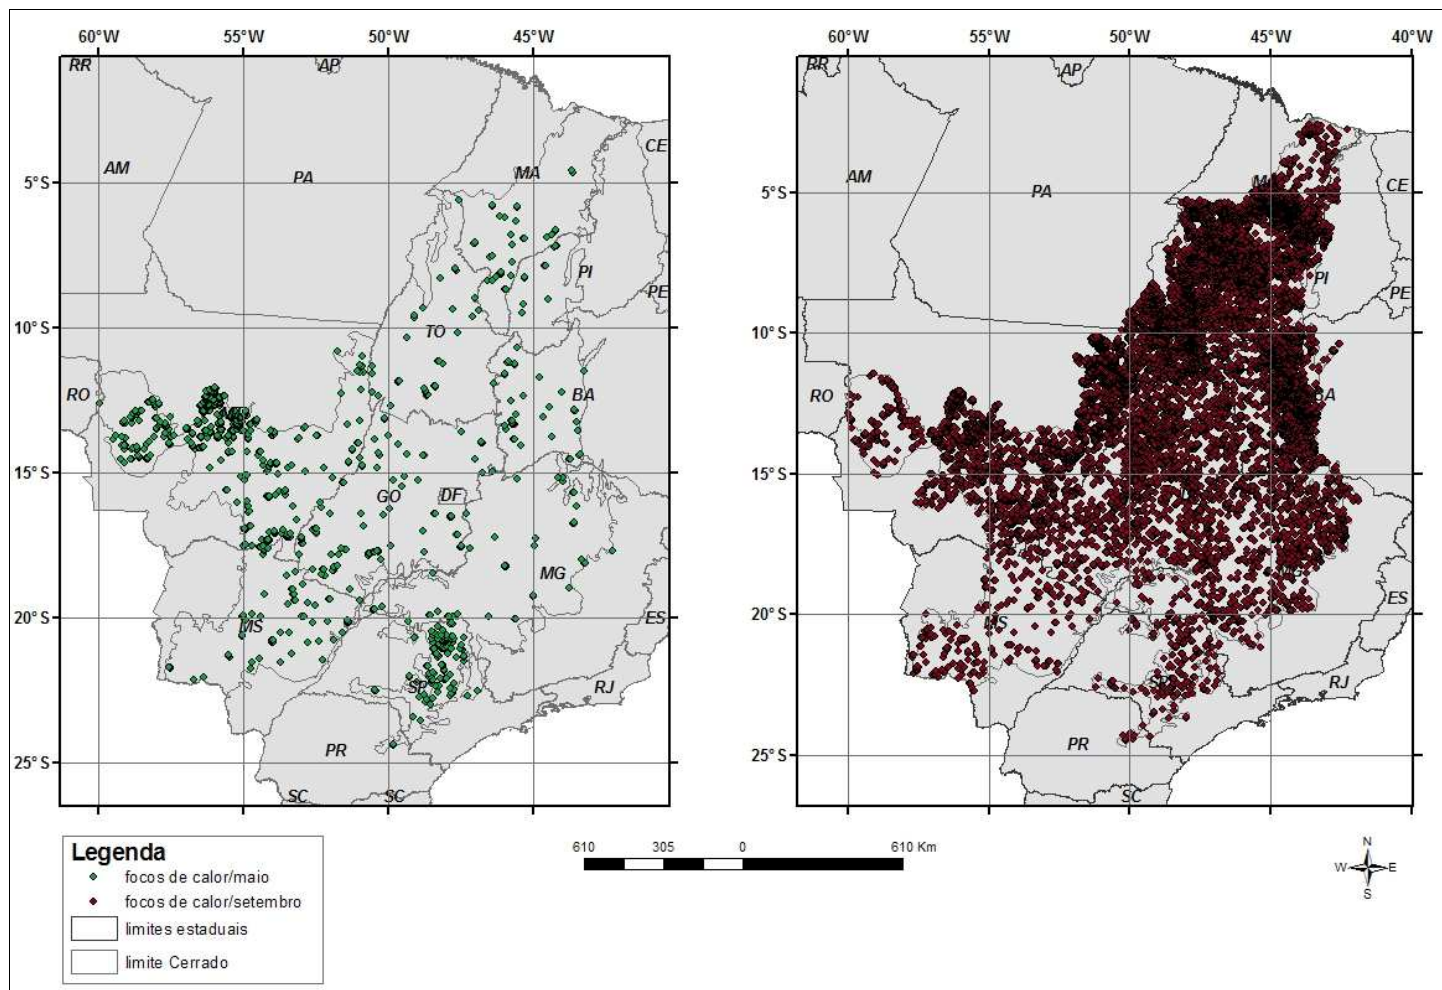 60°W 55°W 50°W 45°W
60°W 55°W 50°W 45°W 40°W
RR AP
RR AP
AM PA MA CE
AM PA CE
5°S
5°S
PI
PI
PE
PE
10°S TO
10°S
RO BA
RO
15°S
15°S
GO DF
MG
20°S
20°S
MS ES
MS ES
SP RJ
RJ
PR
PR
25°S
25°S
SC SC
SC
Legenda
focos de calor/maio
focos de calor/setembro
limites estaduais
limite Cerrado
610 305 0 610 Km
N
W E
S